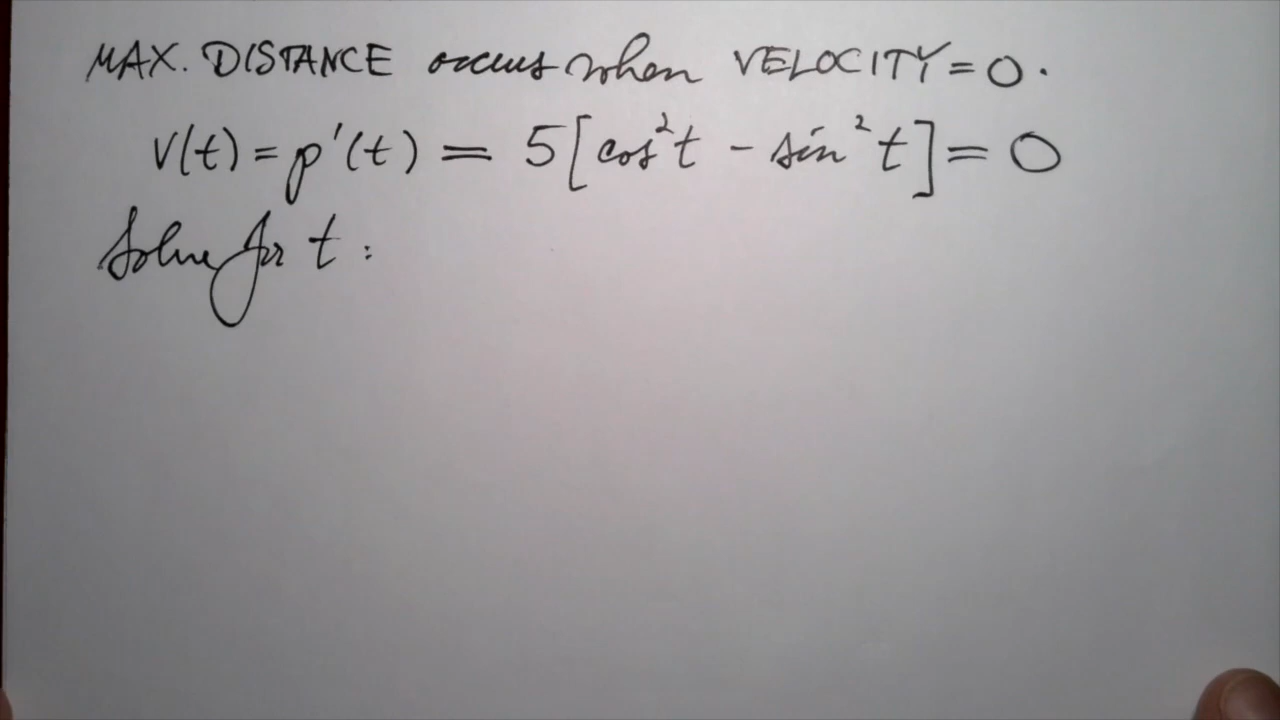 MAX. DISTANCE occurs when VELOCITY = 0.
v(t) = p'(t) = 5[cos²t - sin²t] = 0
Solve for t: